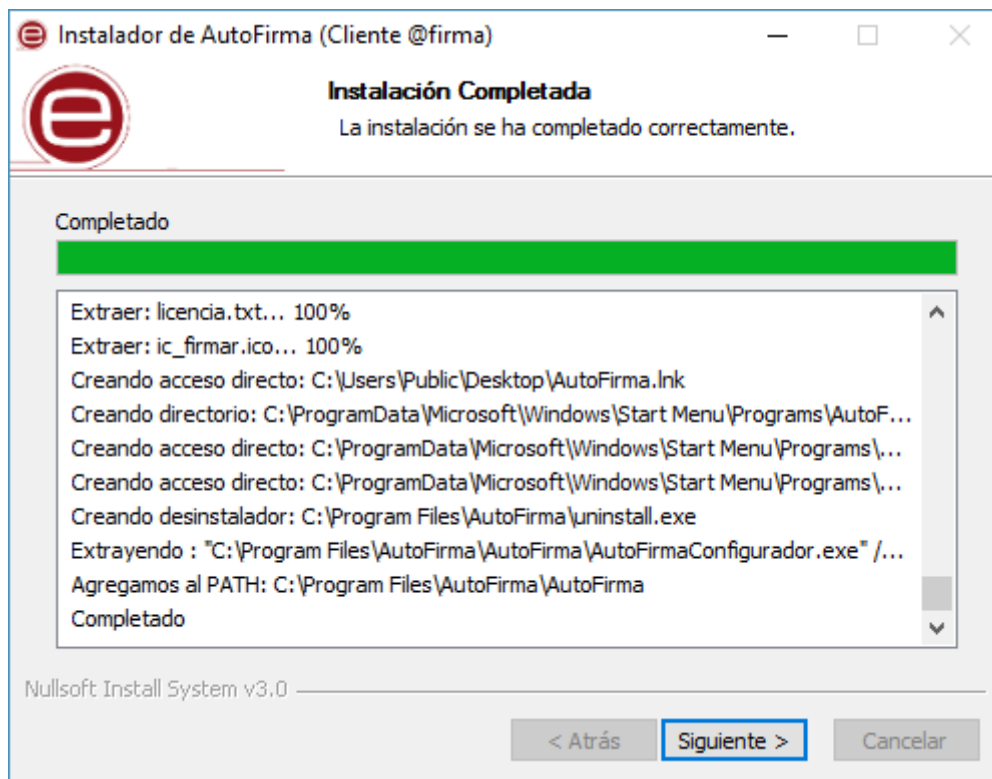 Instalador de AutoFirma (Cliente @firma)
e
Instalación Completada
La instalación se ha completado correctamente.
Completado
Extraer: licencia.txt... 100%
Extraer: ic_firmar.ico... 100%
Creando acceso directo: C:\Users\Public\Desktop\AutoFirma.lnk
Creando directorio: C:\ProgramData\Microsoft\Windows\Start Menu\Programs\AutoF...
Creando acceso directo: C:\ProgramData\Microsoft\Windows\Start Menu\Programs\...
Creando acceso directo: C:\ProgramData\Microsoft\Windows\Start Menu\Programs\...
Creando desinstalador: C:\Program Files\AutoFirma\uninstall.exe
Extrayendo : "C:\Program Files\AutoFirma\AutoFirma\AutoFirmaConfigurador.exe" /...
Agregamos al PATH: C:\Program Files\AutoFirma\AutoFirma
Completado
Nullsoft Install System v3.0
< Atrás
Siguiente >
Cancelar